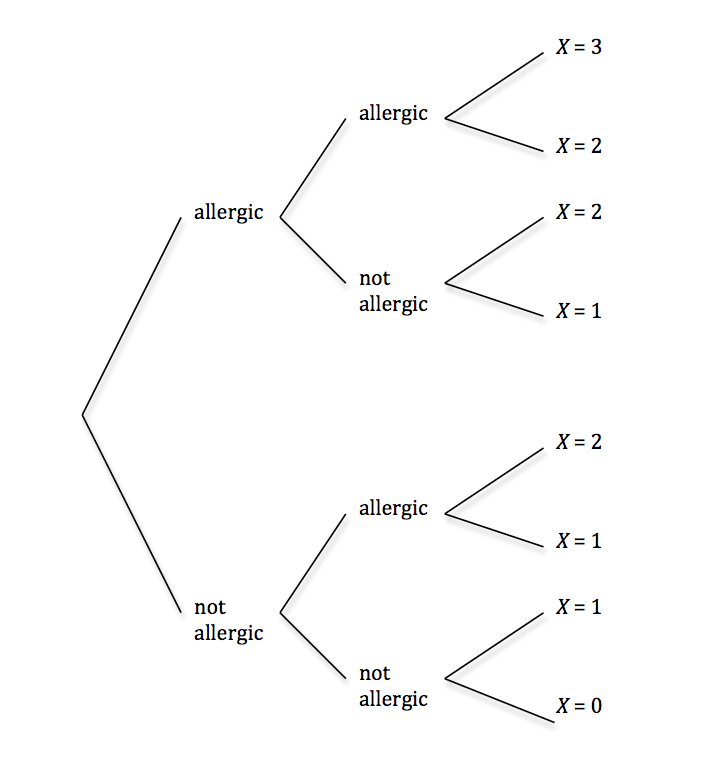 X = 3
allergic
X = 2
allergic
X = 2
not
allergic
X = 1
X = 2
allergic
X = 1
not
allergic
X = 1
not
allergic
X = 0